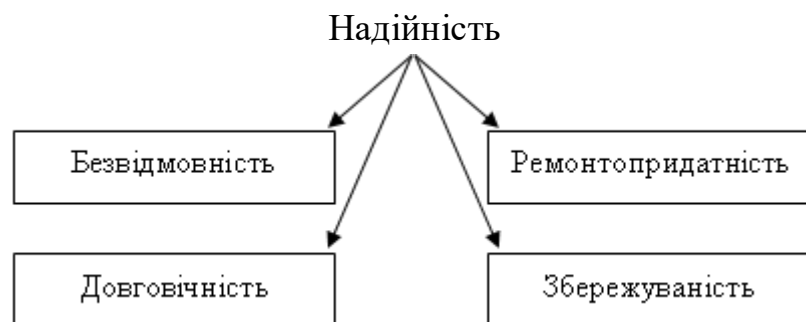 Надійність
Безвідмовність
Ремонтопридатність
Довговічність
Збережуваність